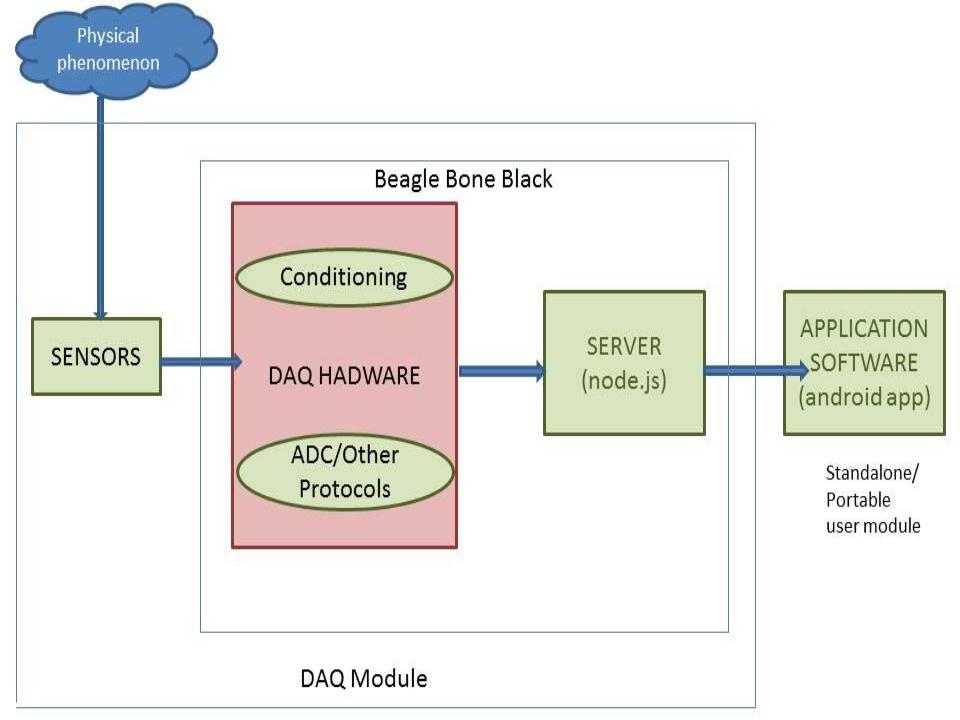 Physical
phenomenon
Beagle Bone Black
Conditioning
SENSORS
DAQ HADWARE
ADC/Other
Protocols
SERVER
(node.js)
APPLICATION
SOFTWARE
(android app)
Standalone/
Portable
user module
DAQ Module